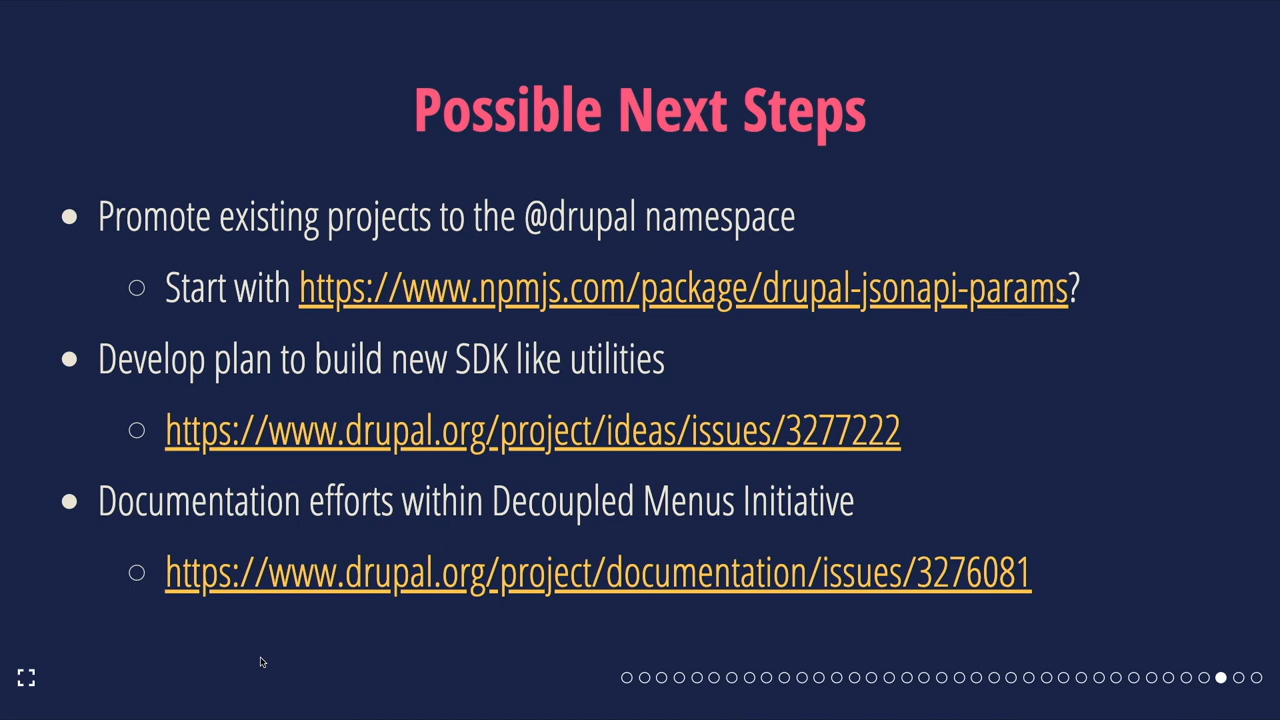 Possible Next Steps
Promote existing projects to the @drupal namespace
Start with https://www.npmjs.com/package/drupal-jsonapi-params?
Develop plan to build new SDK like utilities
https://www.drupal.org/project/ideas/issues/3277222
Documentation efforts within Decoupled Menus Initiative
https://www.drupal.org/project/documentation/issues/3276081